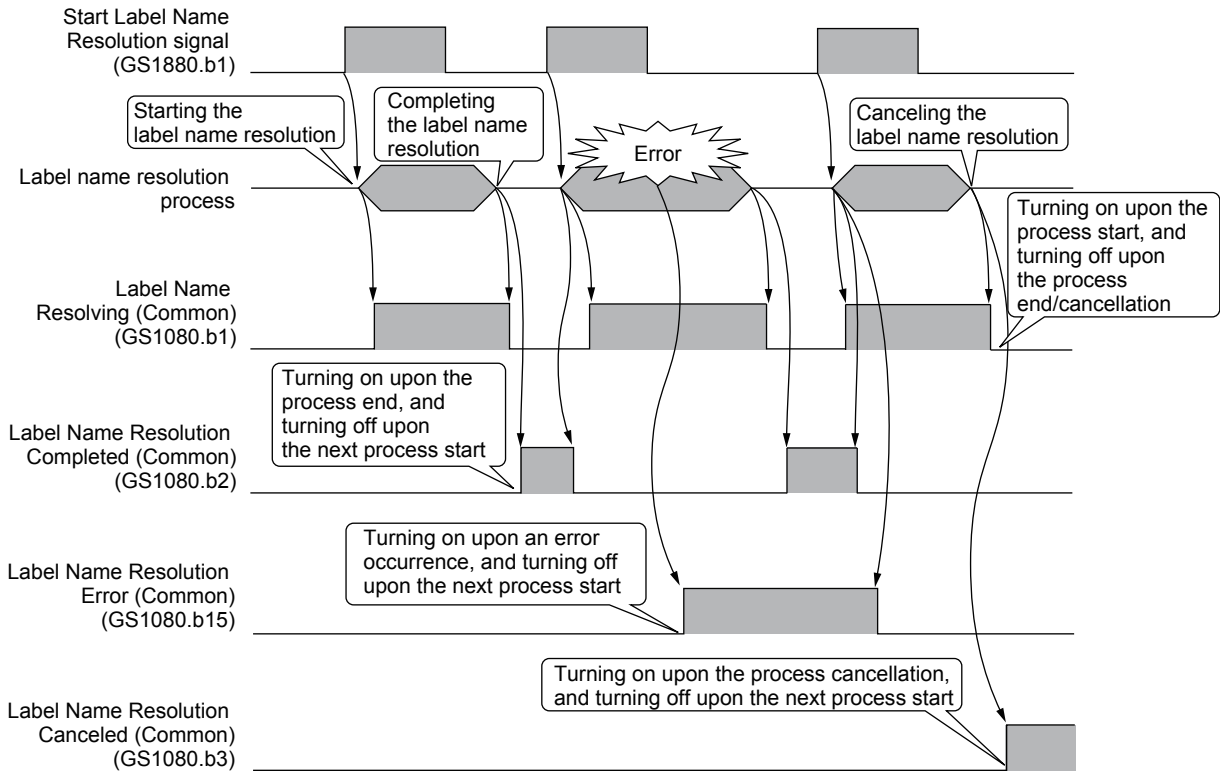 Start Label Name
Resolution signal
(GS1880.b1)
Starting the
label name resolution
Completing
the label name
resolution
Error
Canceling the
label name resolution
Label name resolution
process
Turning on upon the
process start, and
turning off upon
the process
end/cancellation
Label Name
Resolving (Common)
(GS1080.b1)
Turning on upon the
process end, and
turning off upon
the next process start
Label Name Resolution
Completed (Common)
(GS1080.b2)
Turning on upon an error
occurrence, and turning off
upon the next process start
Label Name Resolution
Error (Common)
(GS1080.b15)
Turning on upon the process cancellation,
and turning off upon the next process start
Label Name Resolution
Canceled (Common)
(GS1080.b3)